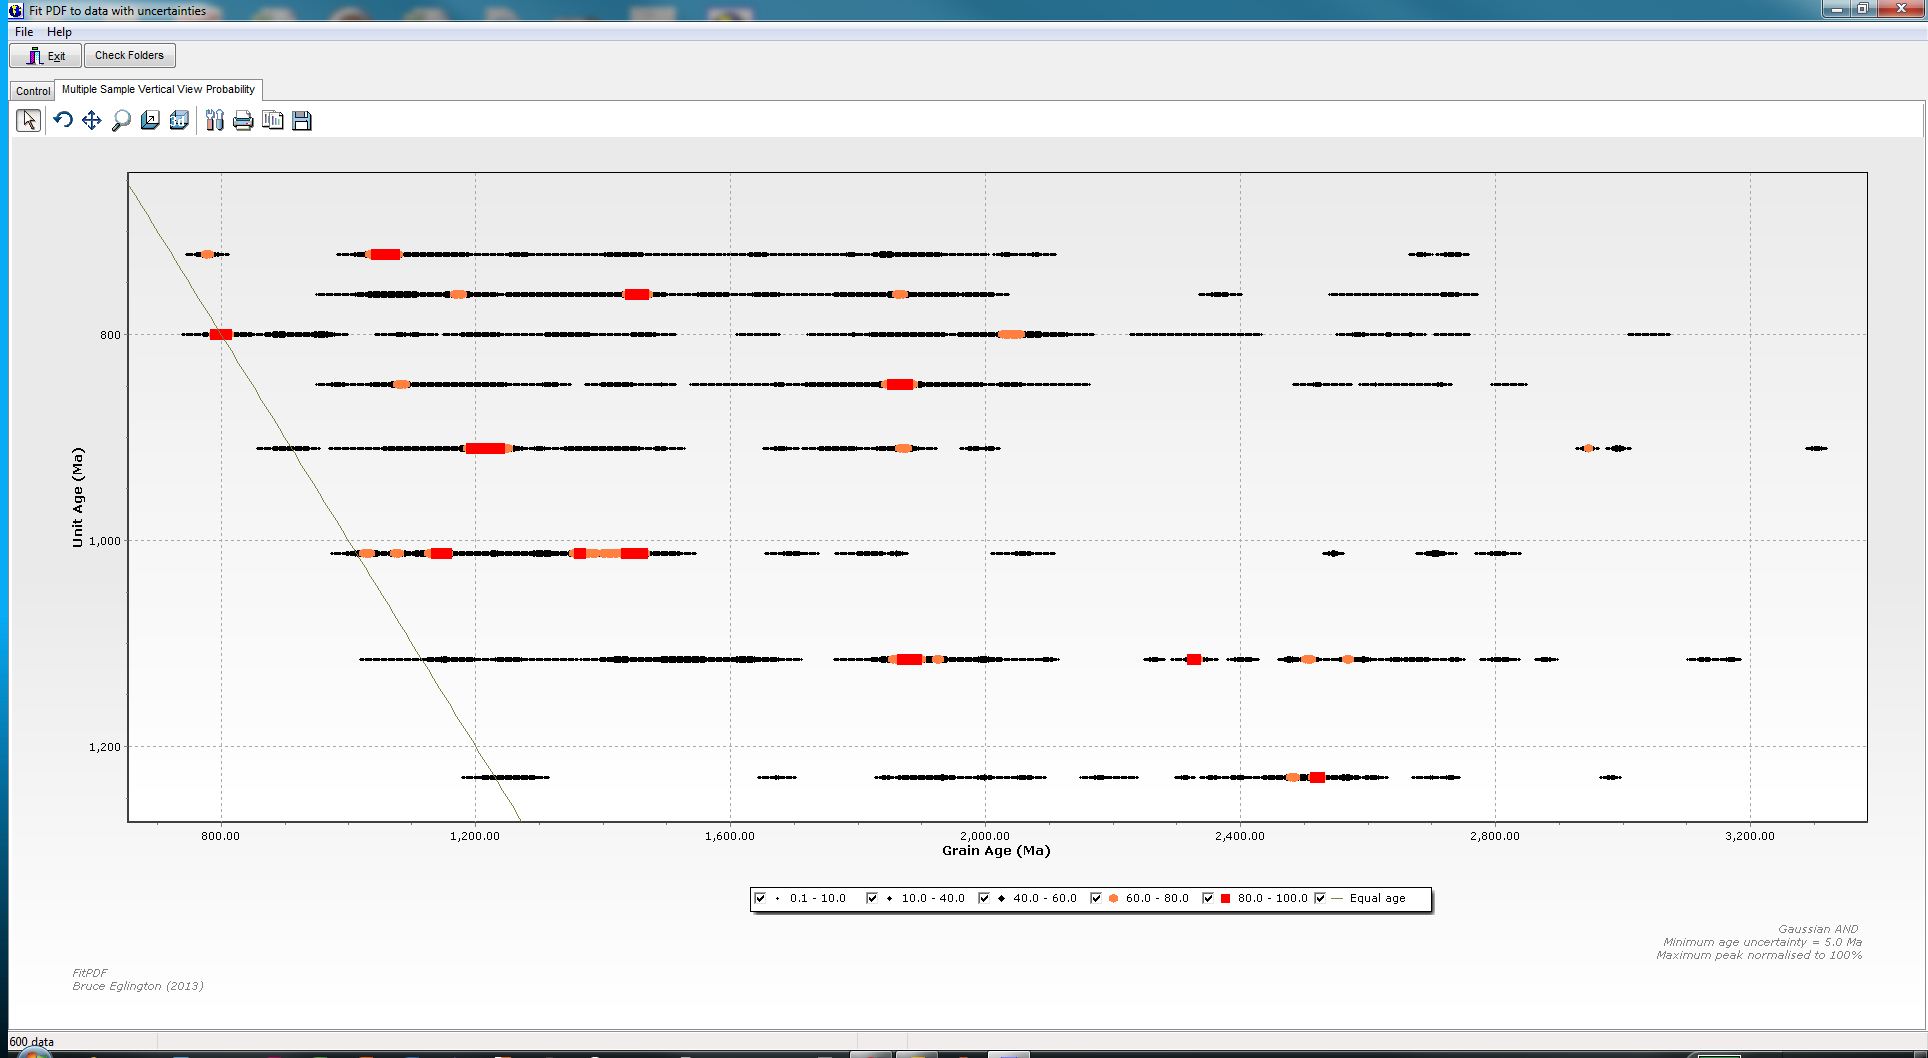 Fit PDF to data with uncertainties
File Help
Exit Check Folders
Control Multiple Sample Vertical View Probability
800
1,000
1,200
Unit Age (Ma)
800.00 1,200.00 1,600.00 2,000.00 2,400.00 2,800.00 3,200.00
Grain Age (Ma)
0.1 - 10.0 10.0 - 40.0 40.0 - 60.0 60.0 - 80.0 80.0 - 100.0 Equal age
Gaussian AND
Minimum age uncertainty = 5.0 Ma
Maximum peak normalised to 100%
FitPDF
Bruce Eglington (2013)
600 data